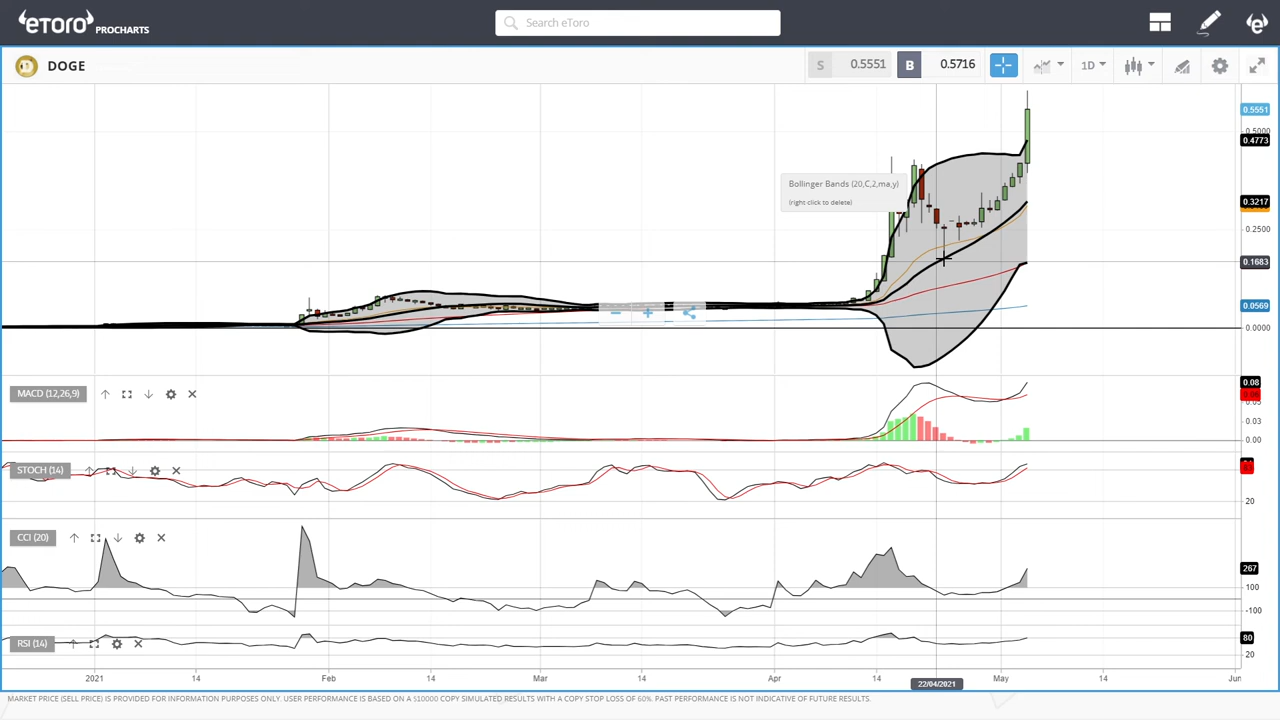 eToro PROCHARTS
Search eToro
DOGE
S 0.5551
B 0.5716
1D
Bollinger Bands (20,C,2,ma,y)
(right click to delete)
0.5551
0.5000
0.4773
0.3217
0.2500
0.1683
0.0569
0.0000
MACD (12,26,9)
0.08
0.03
0.00
STOCH (14)
20
CCI (20)
267
100
-100
RSI (14)
80
20
2021
14
Feb
14
Mar
14
Apr
14
May
14
Jun
22/04/2021
MARKET PRICE (SELL PRICE) IS PROVIDED FOR INFORMATION PURPOSES ONLY. USER PERFORMANCE IS BASED ON A $10000 COPY SIMULATED RESULTS WITH A COPY STOP LOSS OF 60%. PAST PERFORMANCE IS NOT INDICATIVE OF FUTURE RESULTS.